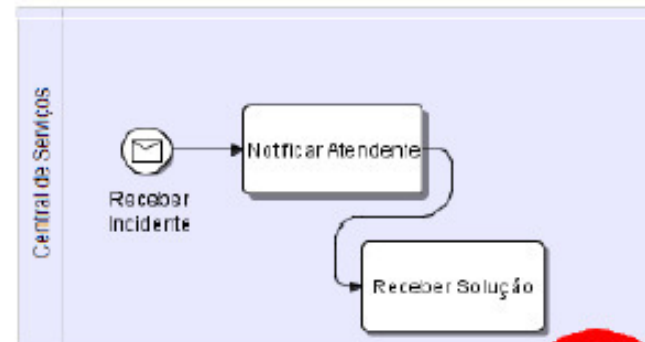 Central de Serviços
Notificar Atendente
Receber
Incidente
Receber Solução